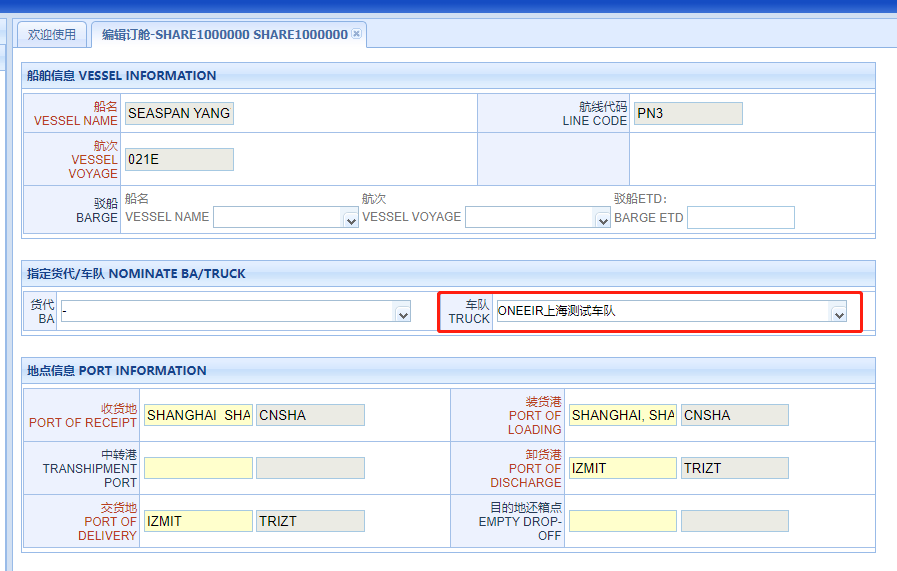 欢迎使用
编辑订舱-SHARE1000000 SHARE1000000
船舶信息 VESSEL INFORMATION
船名
VESSEL NAME
SEASPAN YANG
航线代码
LINE CODE
PN3
航次
VESSEL
VOYAGE
021E
驳船
BARGE
船名
VESSEL NAME
航次
VESSEL VOYAGE
驳船ETD:
BARGE ETD
指定货代/车队 NOMINATE BA/TRUCK
货代
BA
-
车队
TRUCK
ONEEIR上海测试车队
地点信息 PORT INFORMATION
收货地
PORT OF RECEIPT
SHANGHAI SHA
CNSHA
装货港
PORT OF
LOADING
SHANGHAI, SHA
CNSHA
中转港
TRANSHIPMENT
PORT
卸货港
PORT OF
DISCHARGE
IZMIT
TRIZT
交货地
PORT OF
DELIVERY
IZMIT
TRIZT
目的地还箱点
EMPTY DROP-
OFF